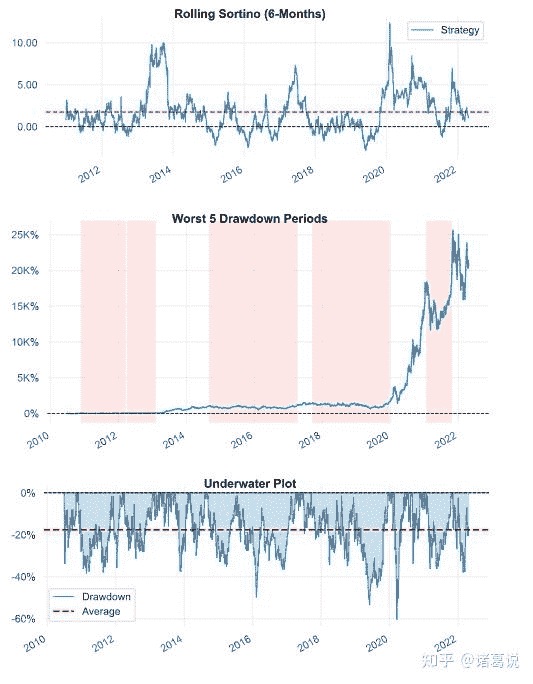 Rolling Sortino (6-Months)
Strategy
10.00
5.00
0.00
2012
2014
2016
2018
2020
2022
Worst 5 Drawdown Periods
25K%
20K%
15K%
10K%
5K%
0%
2010
2012
2014
2016
2018
2020
2022
Underwater Plot
0%
-20%
-40%
-60%
Drawdown
Average
2010
2012
2014
2016
2018
2020
2022
知乎 @诸葛说